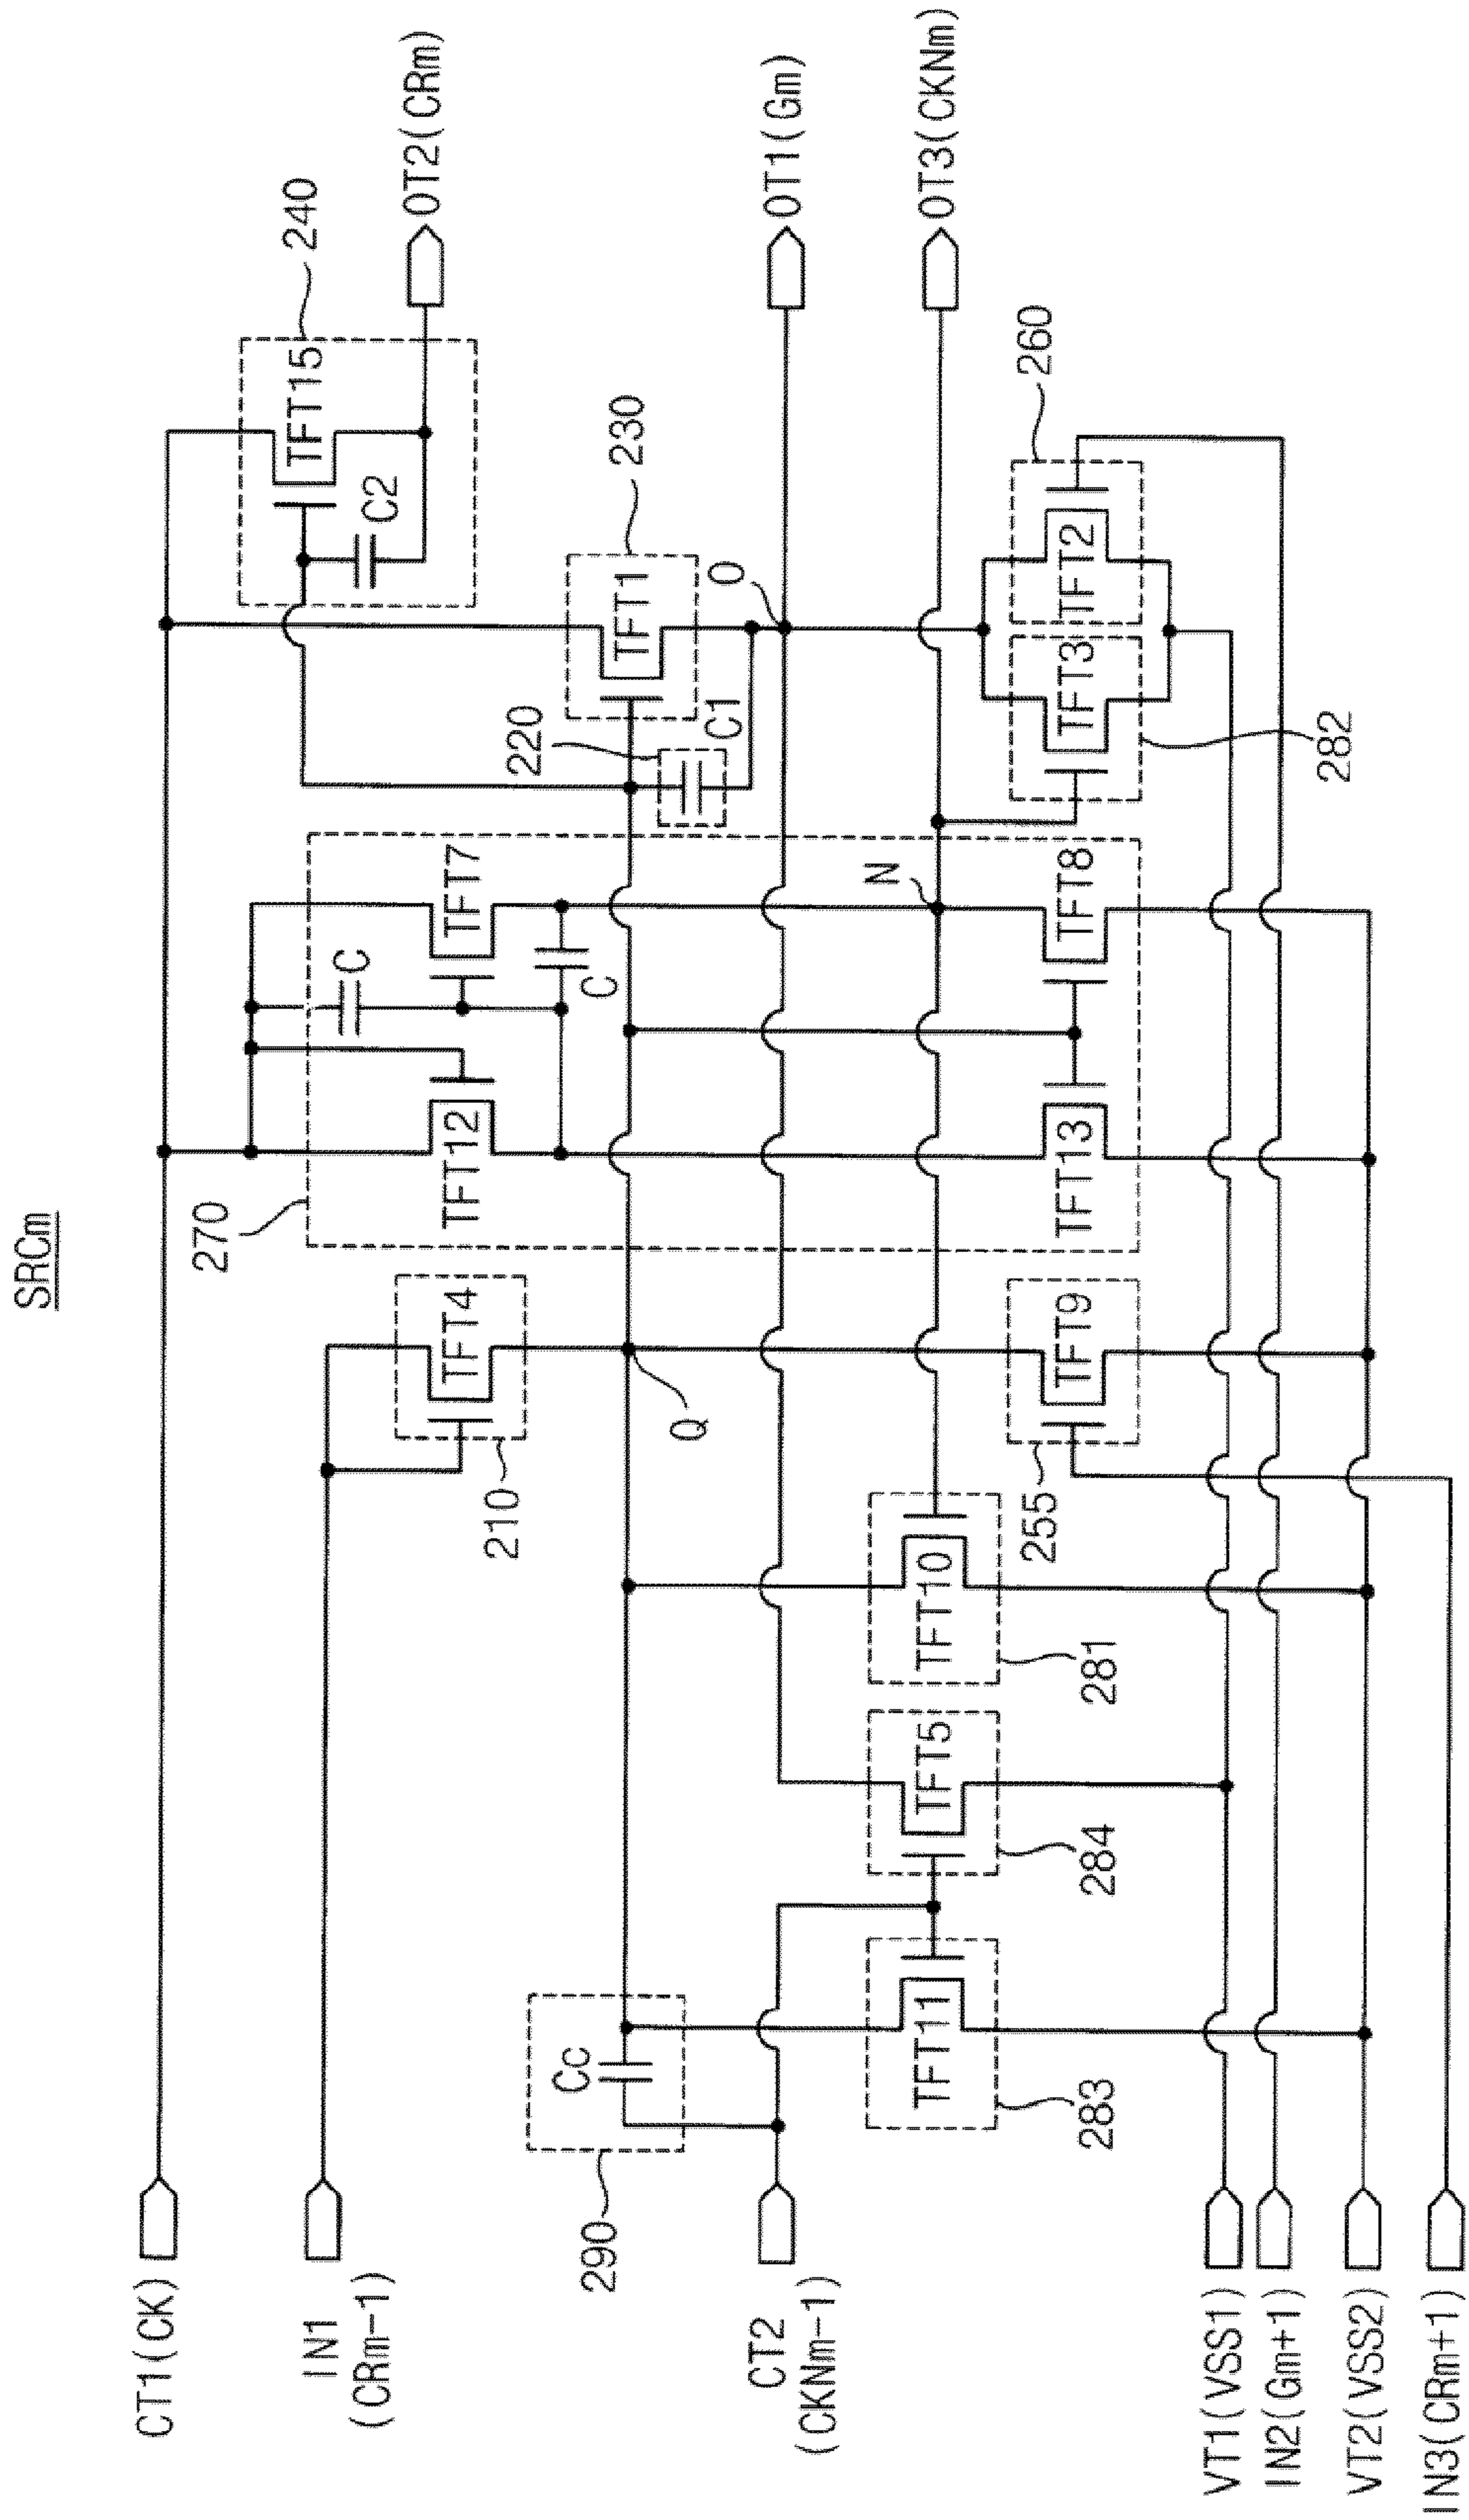 SRCm
CT1(CK)
IN1
(CRm-1)
CT2
(CKNm-1)
VT1(VSS1)
IN2(Gm+1)
VT2(VSS2)
IN3(CRm+1)
290
Cc
283
TFT11
284
TFT5
281
TFT10
210
TFT4
Q
255
TFT9
270
TFT12
TFT13
C
C
TFT7
N
TFT8
220
C1
230
TFT1
O
282
TFT3
TFT2
260
240
TFT15
C2
OT2(CRm)
OT1(Gm)
OT3(CKNm)